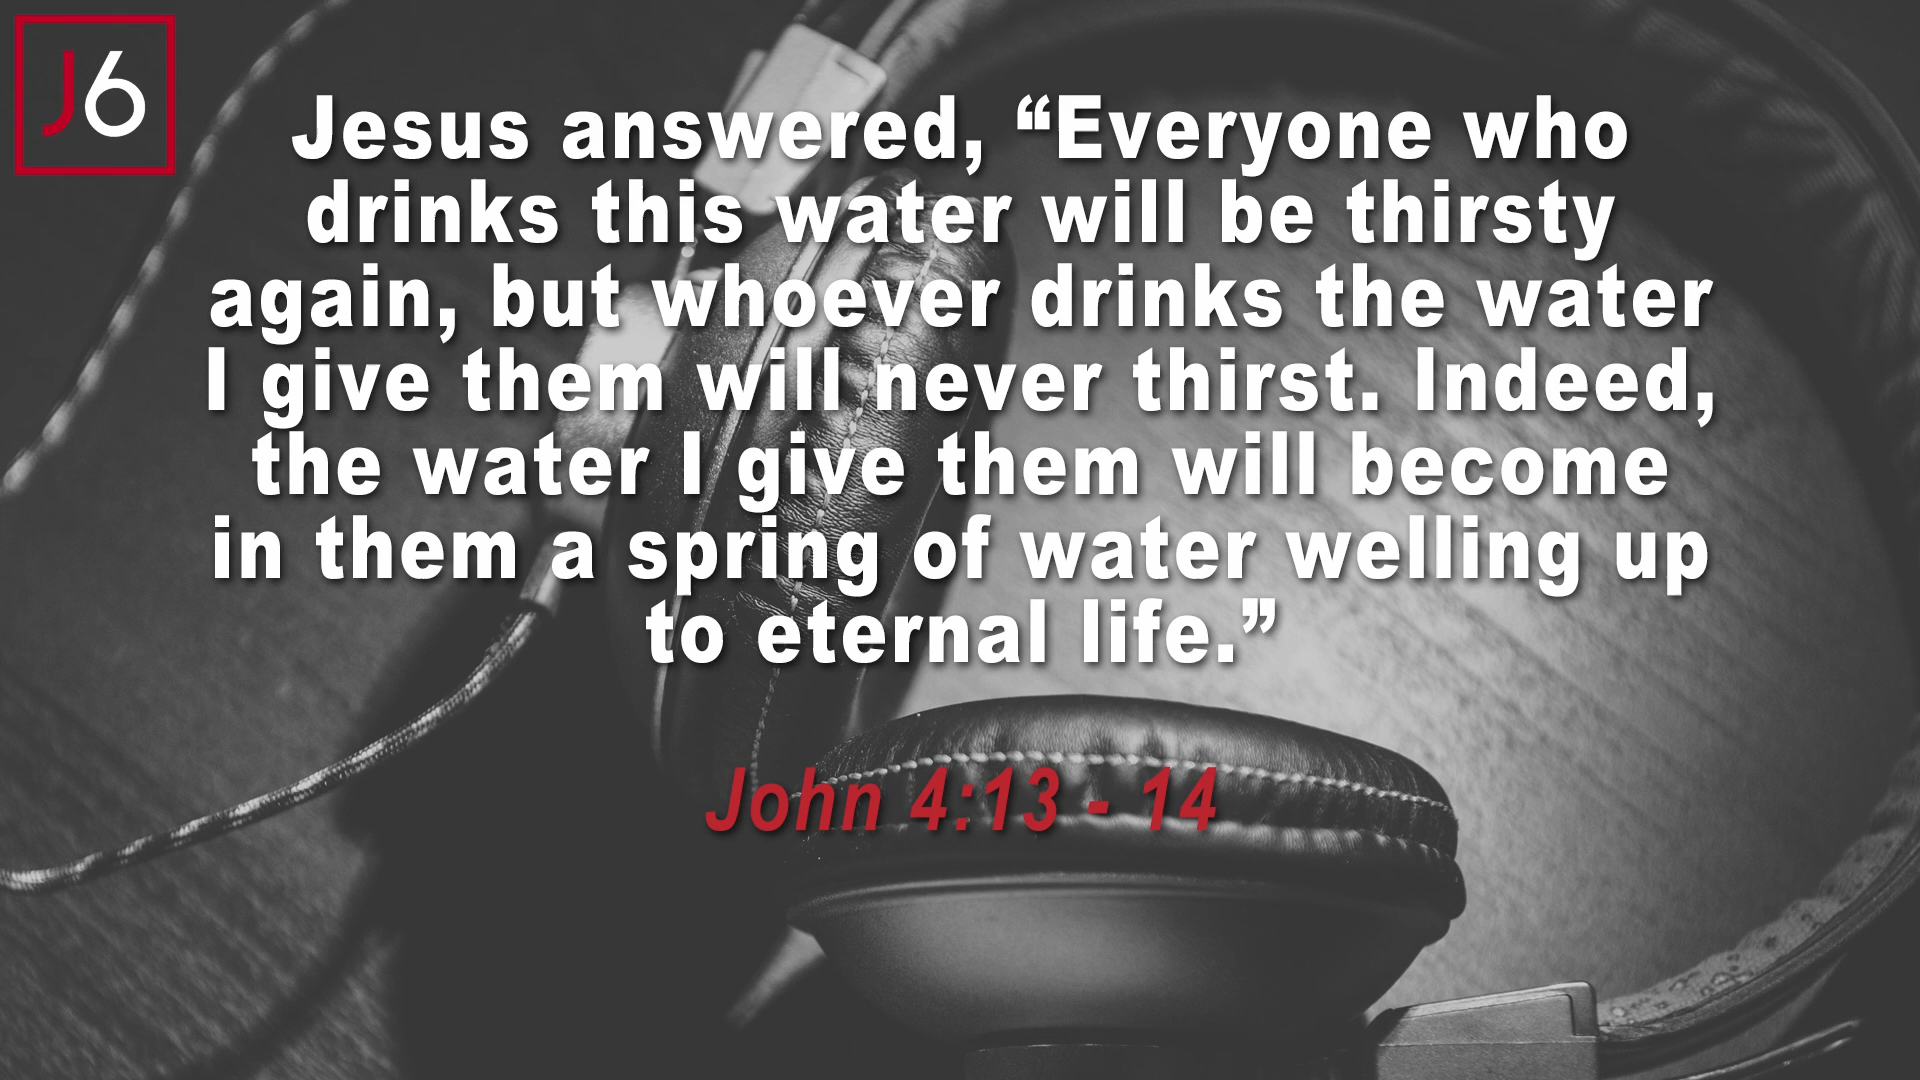 J6
Jesus answered, “Everyone who
drinks this water will be thirsty
again, but whoever drinks the water
I give them will never thirst. Indeed,
the water I give them will become
in them a spring of water welling up
to eternal life.”
John 4:13 - 14